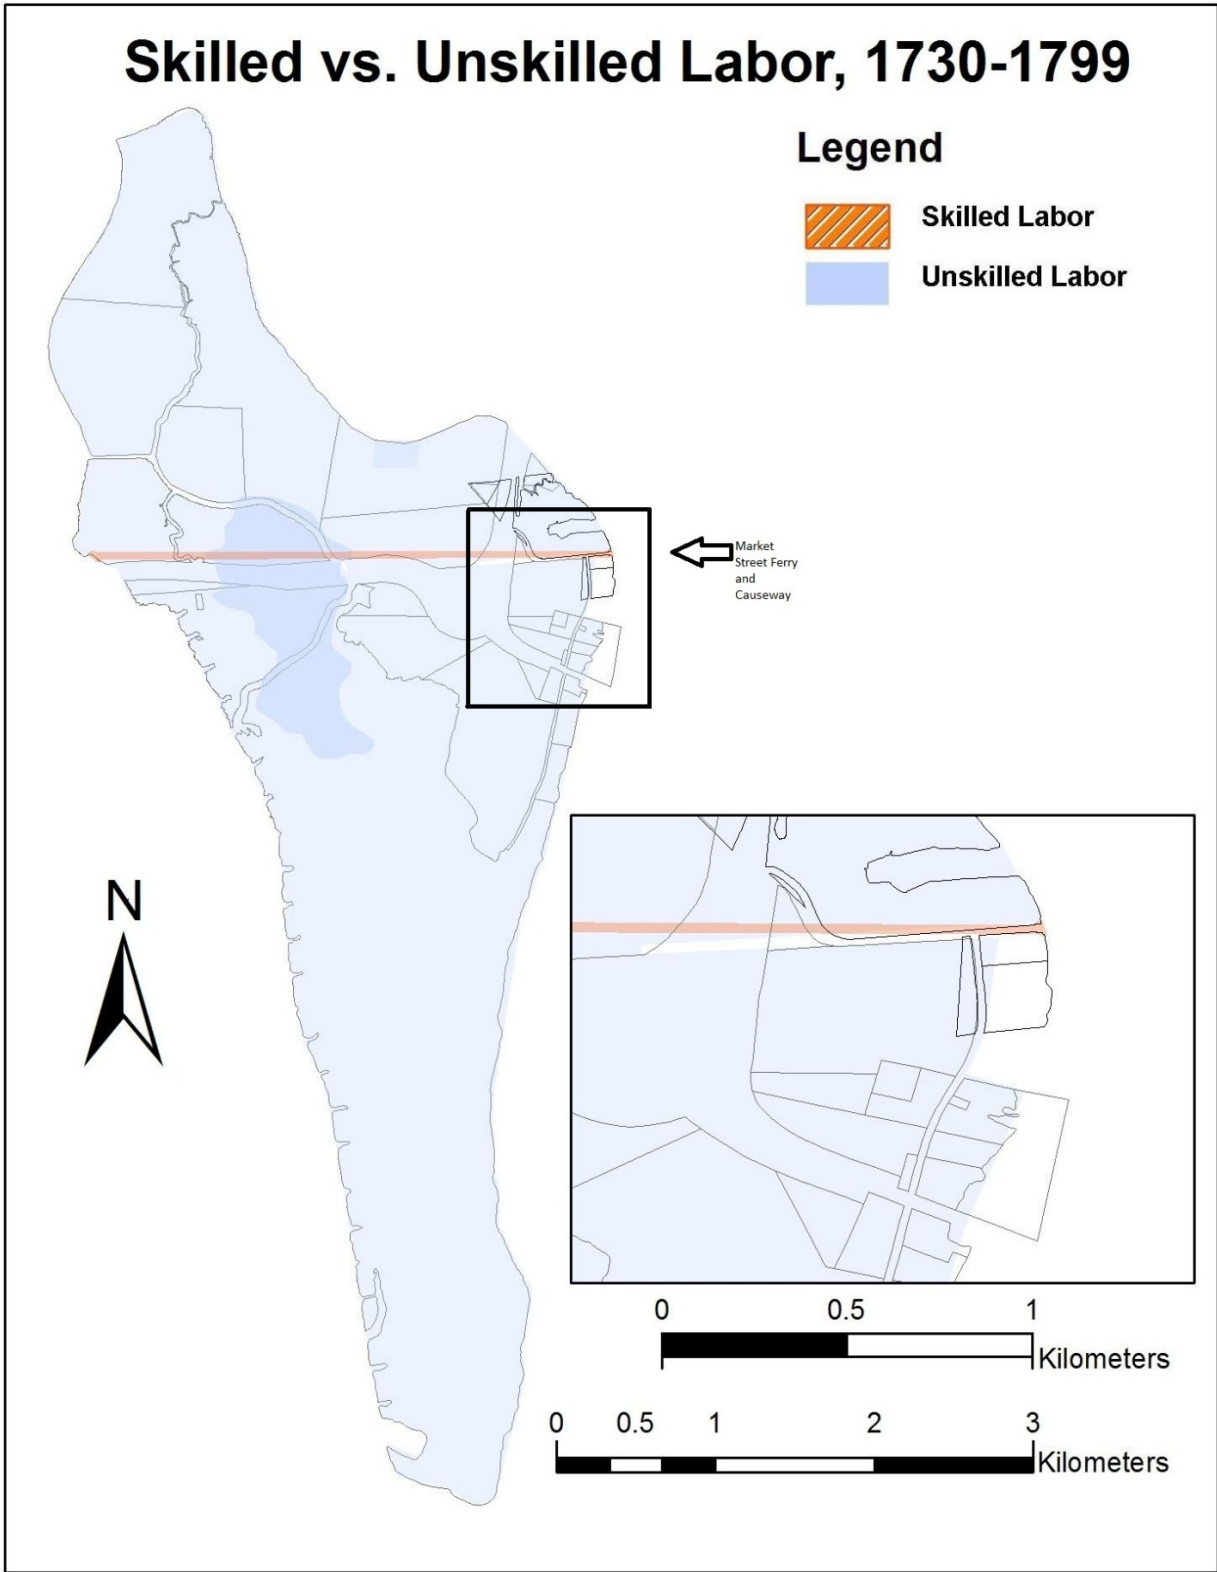 Skilled vs. Unskilled Labor, 1730-1799
Legend
Skilled Labor
Unskilled Labor
Market
Street Ferry
and
Causeway
N
0 0.5 1
Kilometers
0 0.5 1 2 3
Kilometers